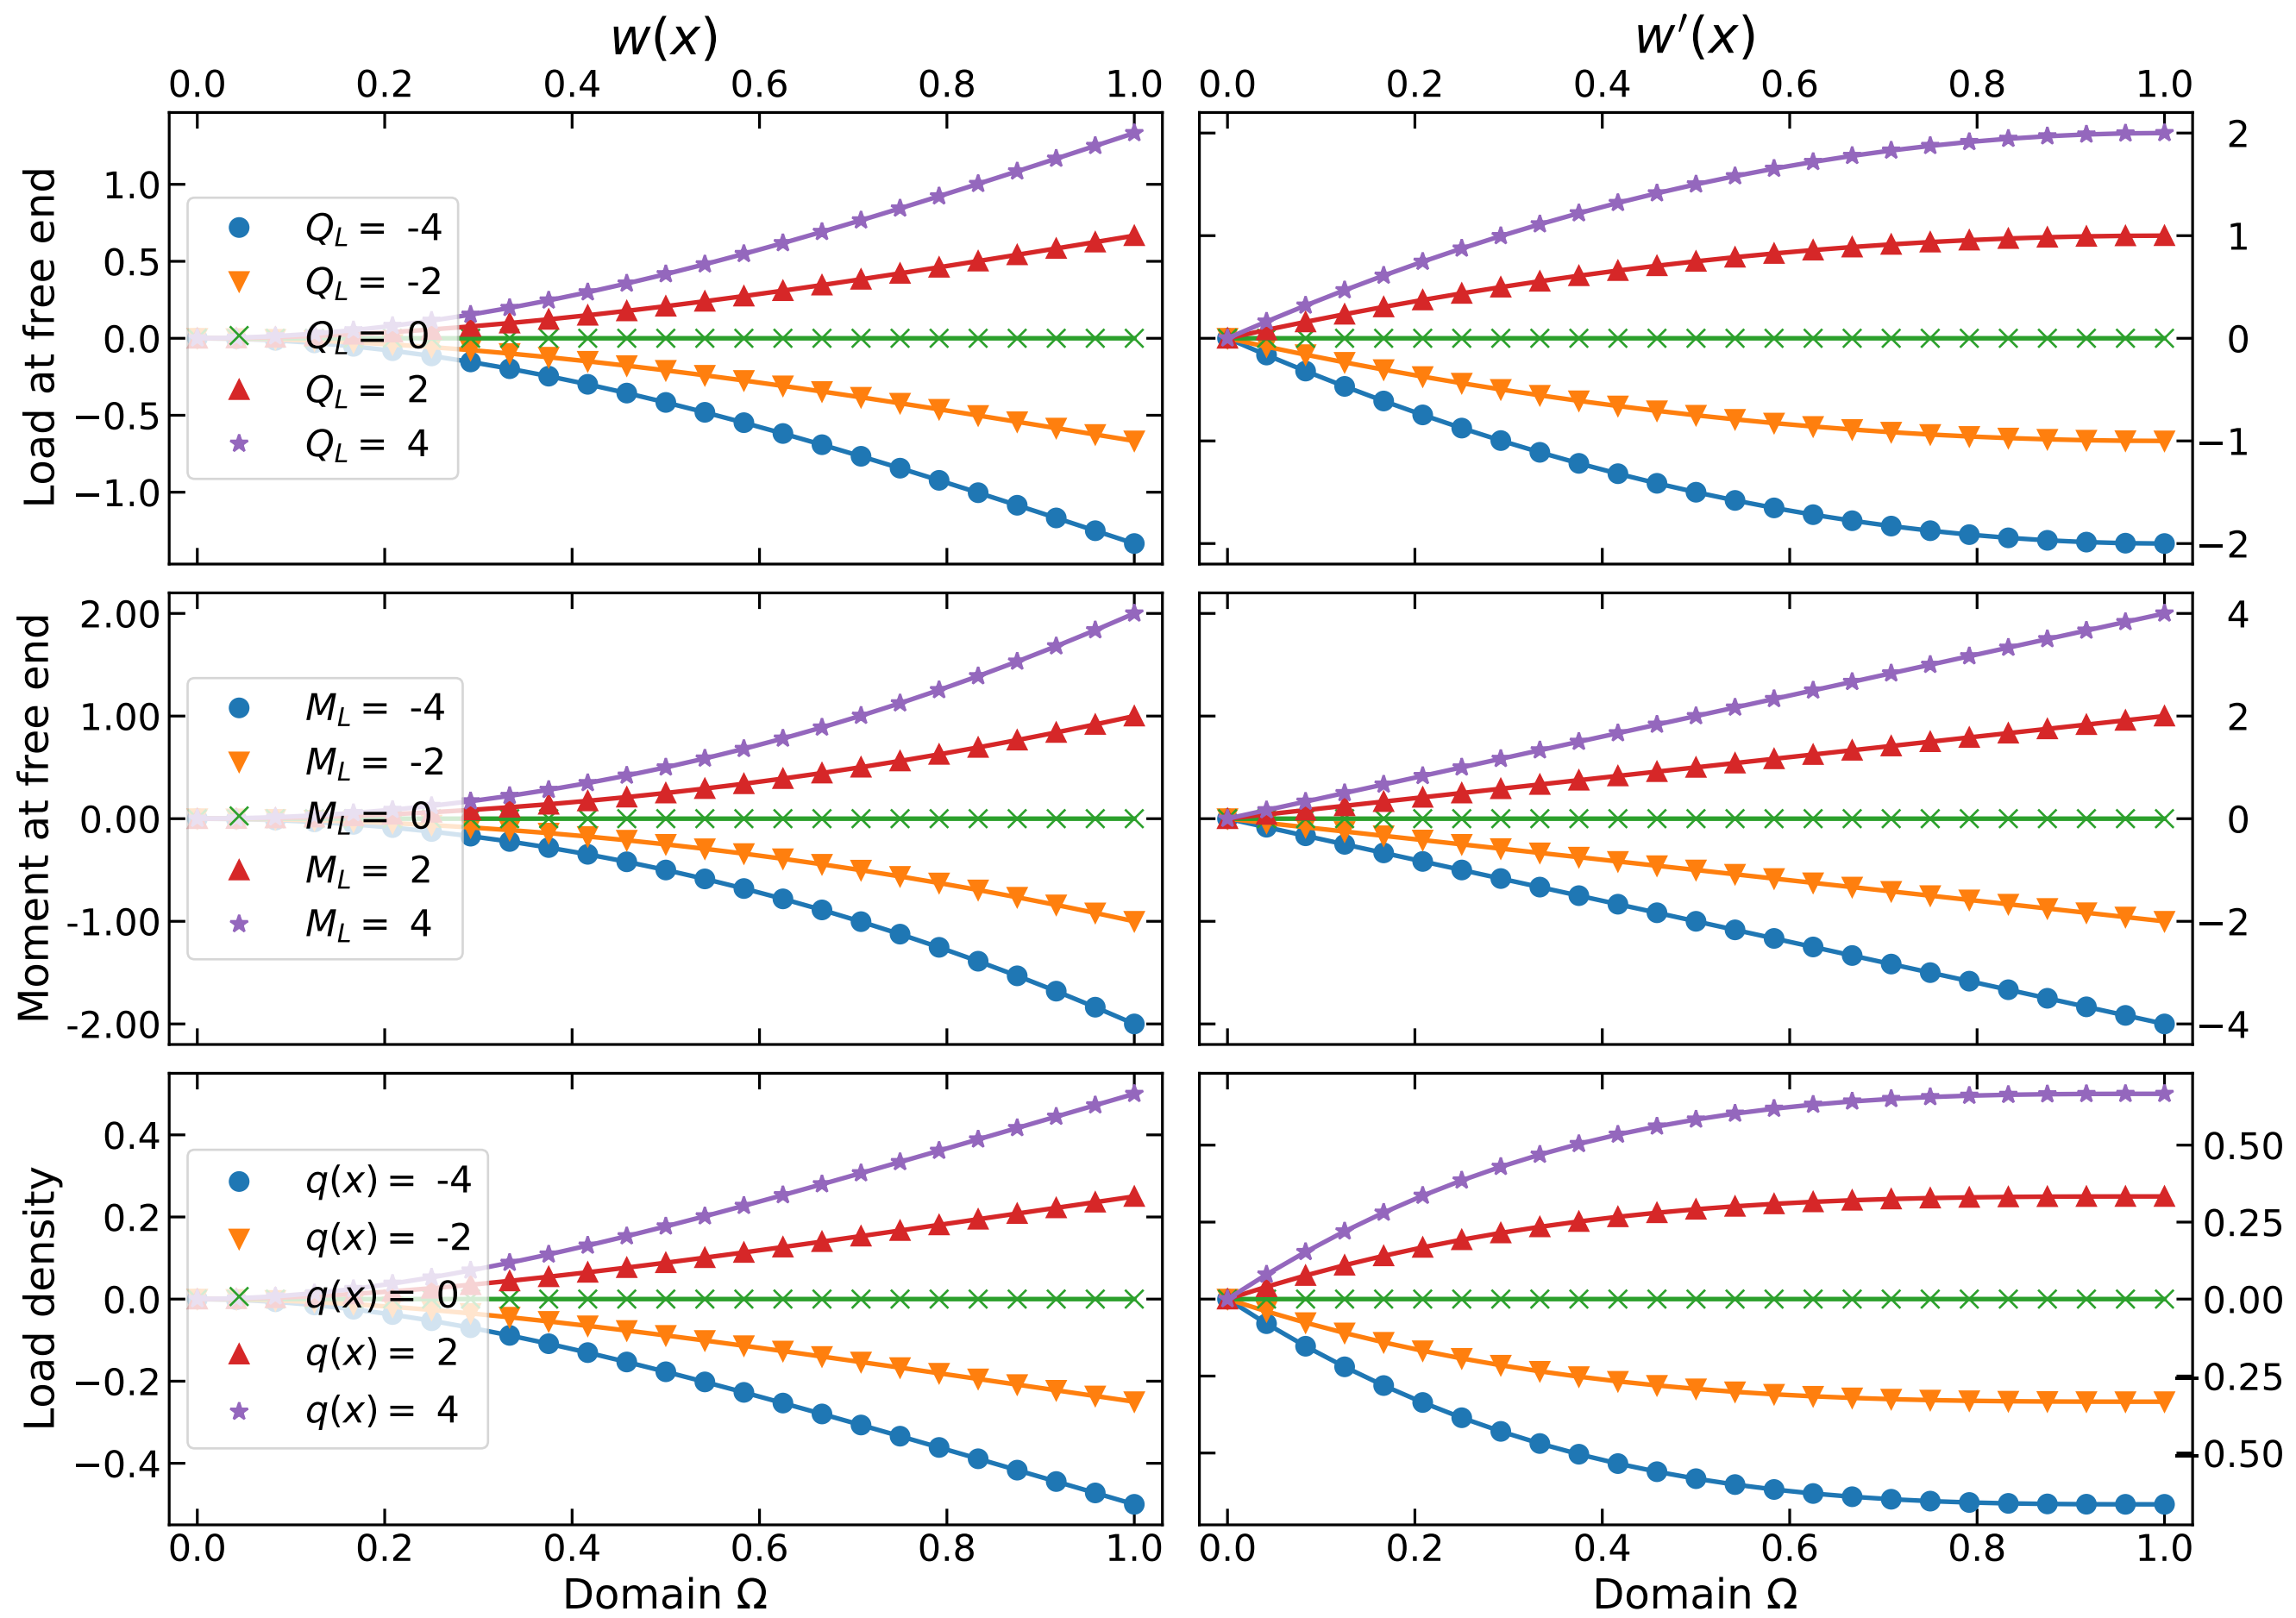 w(x)
w′(x)
0.0 0.2 0.4 0.6 0.8 1.0
0.0 0.2 0.4 0.6 0.8 1.0
Load at free end
1.0
0.5
0.0
−0.5
−1.0
Q_L = -4
Q_L = -2
Q_L = 0
Q_L = 2
Q_L = 4
2
1
0
−1
−2
Moment at free end
2.00
1.00
0.00
-1.00
-2.00
M_L = -4
M_L = -2
M_L = 0
M_L = 2
M_L = 4
4
2
0
−2
−4
Load density
0.4
0.2
0.0
−0.2
−0.4
q(x) = -4
q(x) = -2
q(x) = 0
q(x) = 2
q(x) = 4
0.50
0.25
0.00
−0.25
−0.50
0.0 0.2 0.4 0.6 0.8 1.0
0.0 0.2 0.4 0.6 0.8 1.0
Domain Ω
Domain Ω